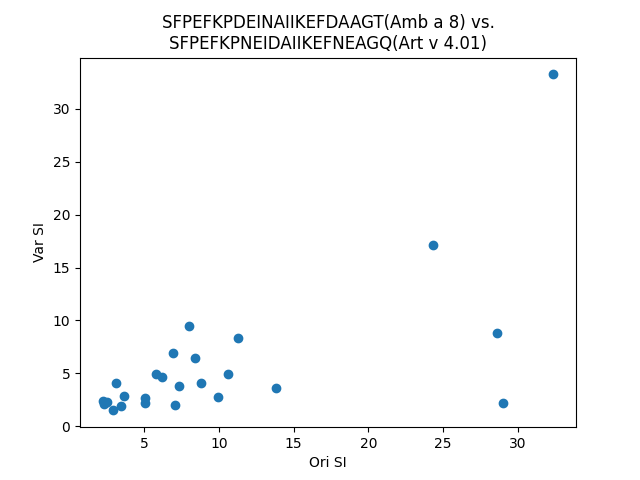 SFPEFKPDEINAIIKEFDAAGT(Amb a 8) vs.
SFPEFKPNEIDAIIKEFNEAGQ(Art v 4.01)
30
25
20
15
10
5
0
Var SI
5 10 15 20 25 30
Ori SI